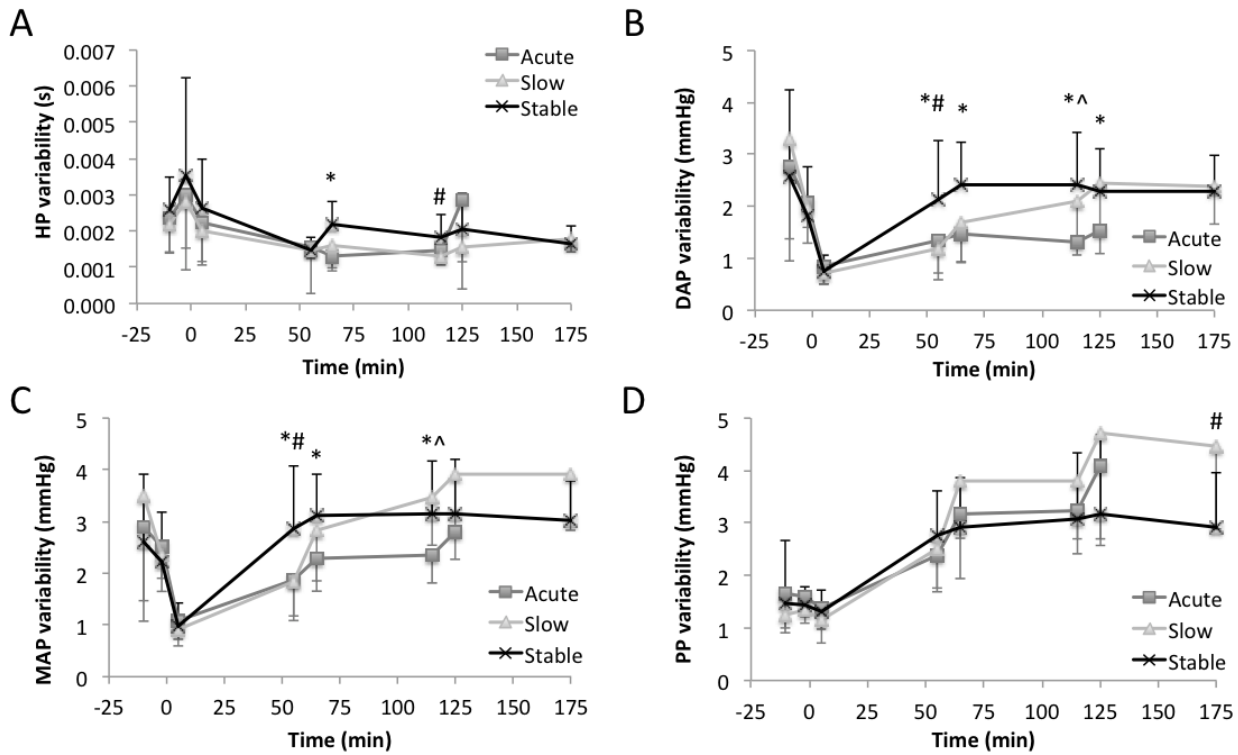 A
HP variability (s)
0.007
0.006
0.005
0.004
0.003
0.002
0.001
0.000
Acute
Slow
Stable
*
#
-25 0 25 50 75 100 125 150 175
Time (min)
B
DAP variability (mmHg)
5
4
3
2
1
0
*# * *^ *
Acute
Slow
Stable
-25 0 25 50 75 100 125 150 175
Time (min)
C
MAP variability (mmHg)
5
4
3
2
1
0
*# * *^
Acute
Slow
Stable
-25 0 25 50 75 100 125 150 175
Time (min)
D
PP variability (mmHg)
5
4
3
2
1
0
#
Acute
Slow
Stable
-25 0 25 50 75 100 125 150 175
Time (min)